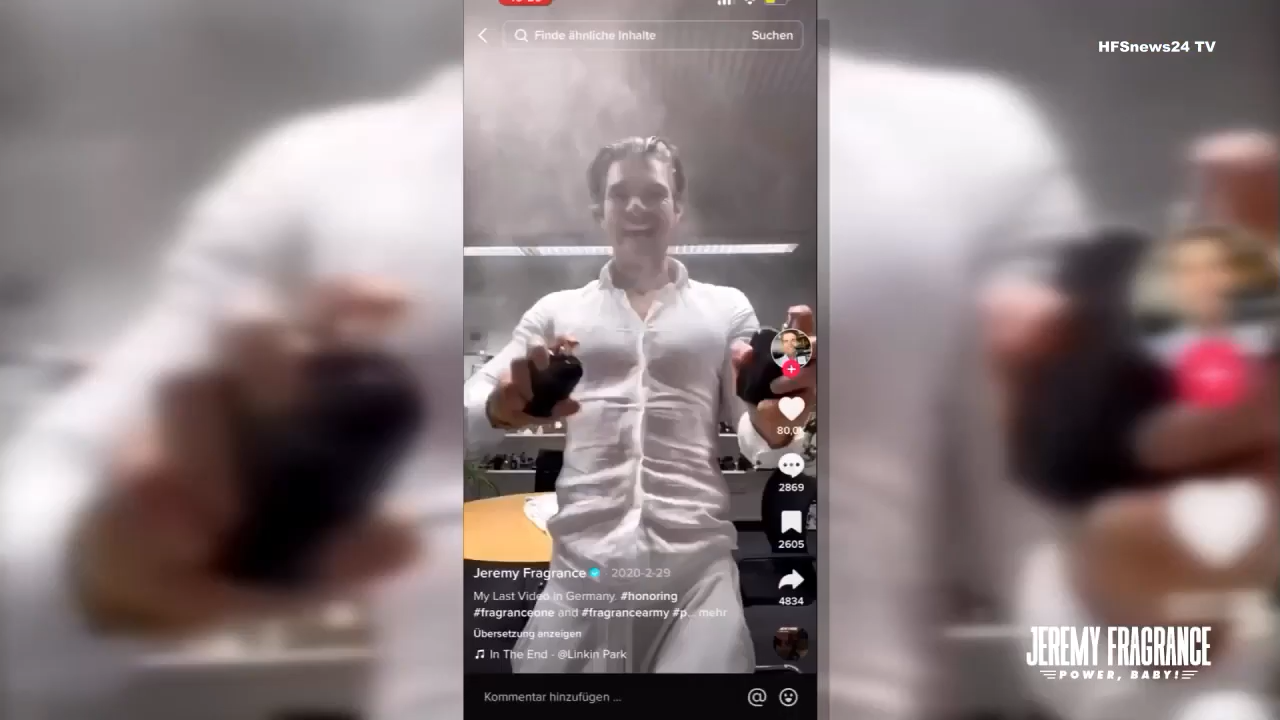 HFSnews24 TV
Finde ähnliche Inhalte
Suchen
80,0K
2869
2605
4834
Jeremy Fragrance · 2020-2-29
My Last Video in Germany. #honoring
#fragranceone and #fragrancearmy #p... mehr
Übersetzung anzeigen
In The End - @Linkin Park
Kommentar hinzufügen ...
JEREMY FRAGRANCE
POWER, BABY!